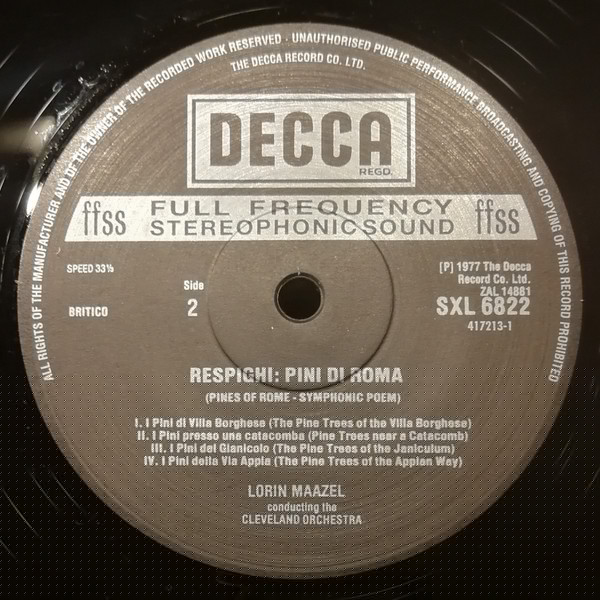 ALL RIGHTS OF THE MANUFACTURER AND OF THE OWNER OF THE RECORDED WORK RESERVED · UNAUTHORISED PUBLIC PERFORMANCE BROADCASTING AND COPYING OF THIS RECORD PROHIBITED
THE DECCA RECORD CO. LTD.
DECCA
REGD.
ffss FULL FREQUENCY ffss
STEREOPHONIC SOUND
SPEED 33⅓
Side
2
BRITICO
[P] 1977 The Decca
Record Co. Ltd.
ZAL 14881
SXL 6822
417213-1
RESPIGHI: PINI DI ROMA
(PINES OF ROME - SYMPHONIC POEM)
I. I Pini di Villa Borghese (The Pine Trees of the Villa Borghese)
II. I Pini presso una catacomba (Pine Trees near a Catacomb)
III. I Pini del Gianicolo (The Pine Trees of the Janiculum)
IV. I Pini della Via Appia (The Pine Trees of the Appian Way)
LORIN MAAZEL
conducting the
CLEVELAND ORCHESTRA